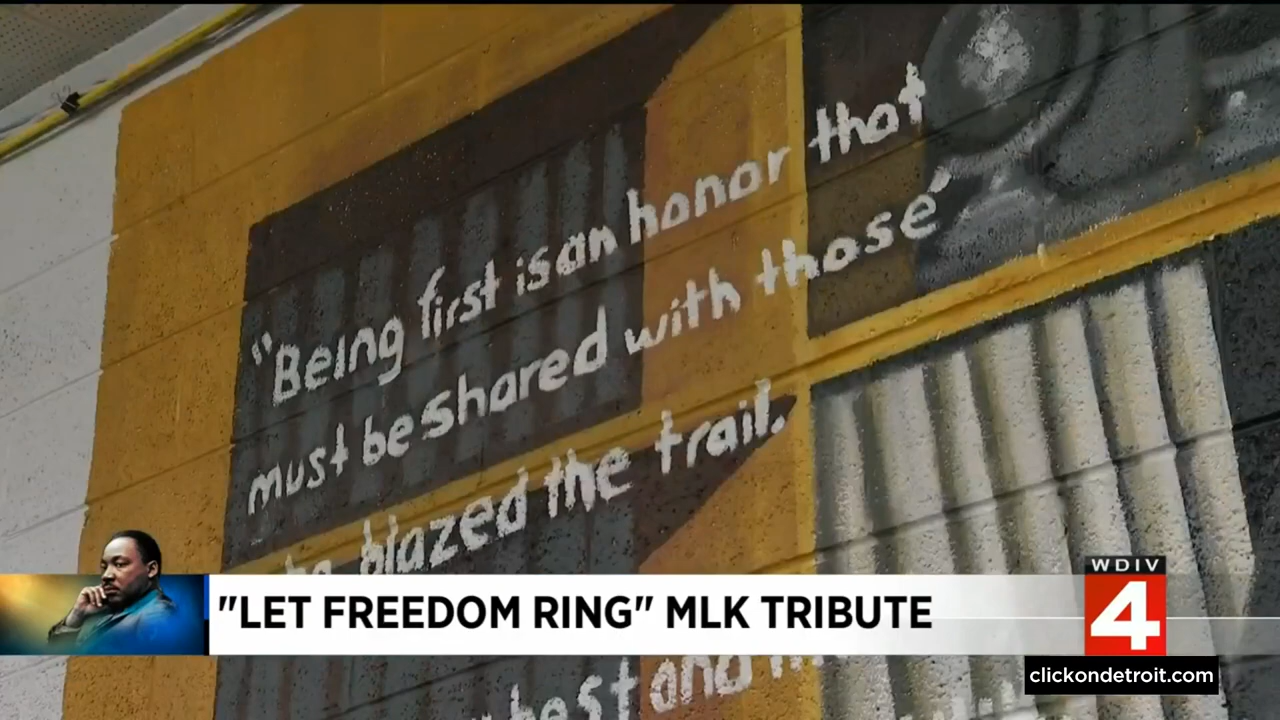 "Being first is an honor that
must be shared with those
blazed the trail.
"LET FREEDOM RING" MLK TRIBUTE
WDIV
4
clickondetroit.com